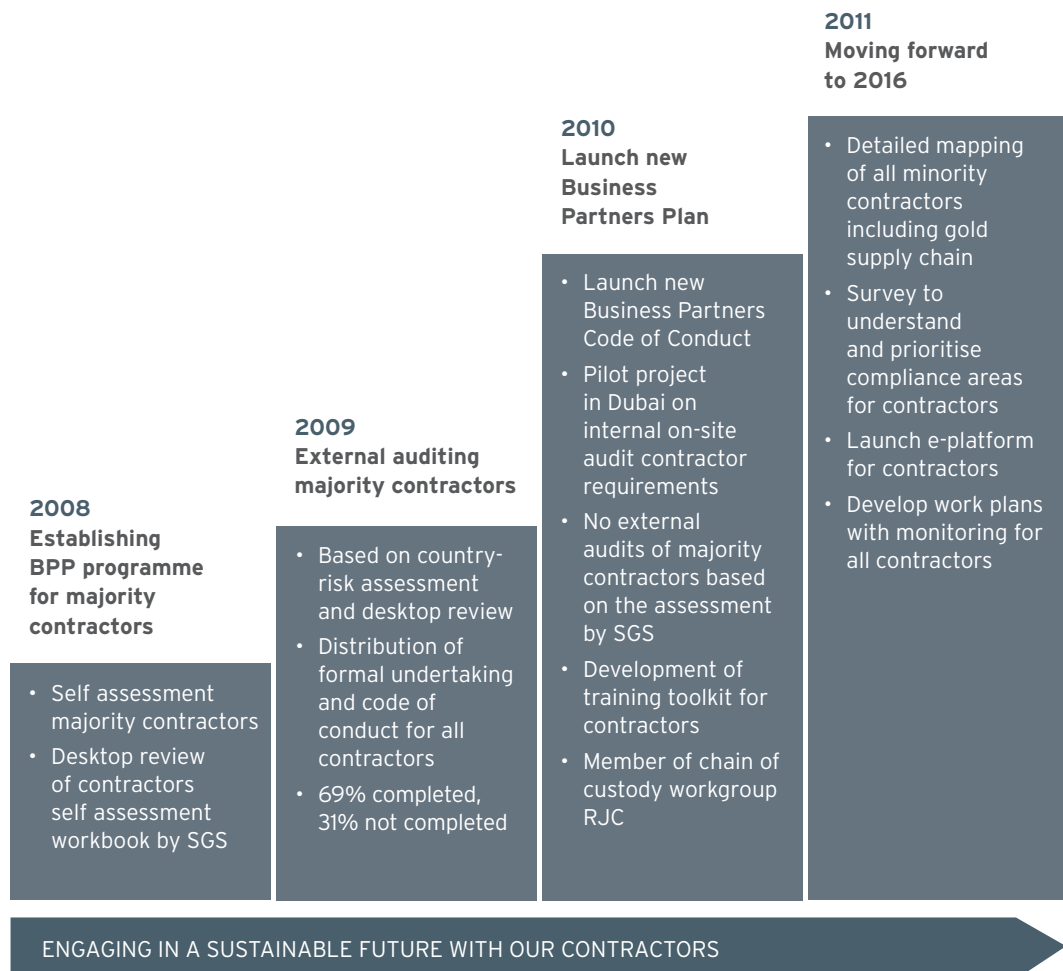 2008
Establishing
BPP programme
for majority
contractors
• Self assessment
majority contractors
• Desktop review
of contractors
self assessment
workbook by SGS
2009
External auditing
majority contractors
• Based on country-
risk assessment
and desktop review
• Distribution of
formal undertaking
and code of
conduct for all
contractors
• 69% completed,
31% not completed
2010
Launch new
Business
Partners Plan
• Launch new
Business Partners
Code of Conduct
• Pilot project
in Dubai on
internal on-site
audit contractor
requirements
• No external
audits of majority
contractors based
on the assessment
by SGS
• Development of
training toolkit for
contractors
• Member of chain of
custody workgroup
RJC
2011
Moving forward
to 2016
• Detailed mapping
of all minority
contractors
including gold
supply chain
• Survey to
understand
and prioritise
compliance areas
for contractors
• Launch e-platform
for contractors
• Develop work plans
with monitoring for
all contractors
ENGAGING IN A SUSTAINABLE FUTURE WITH OUR CONTRACTORS